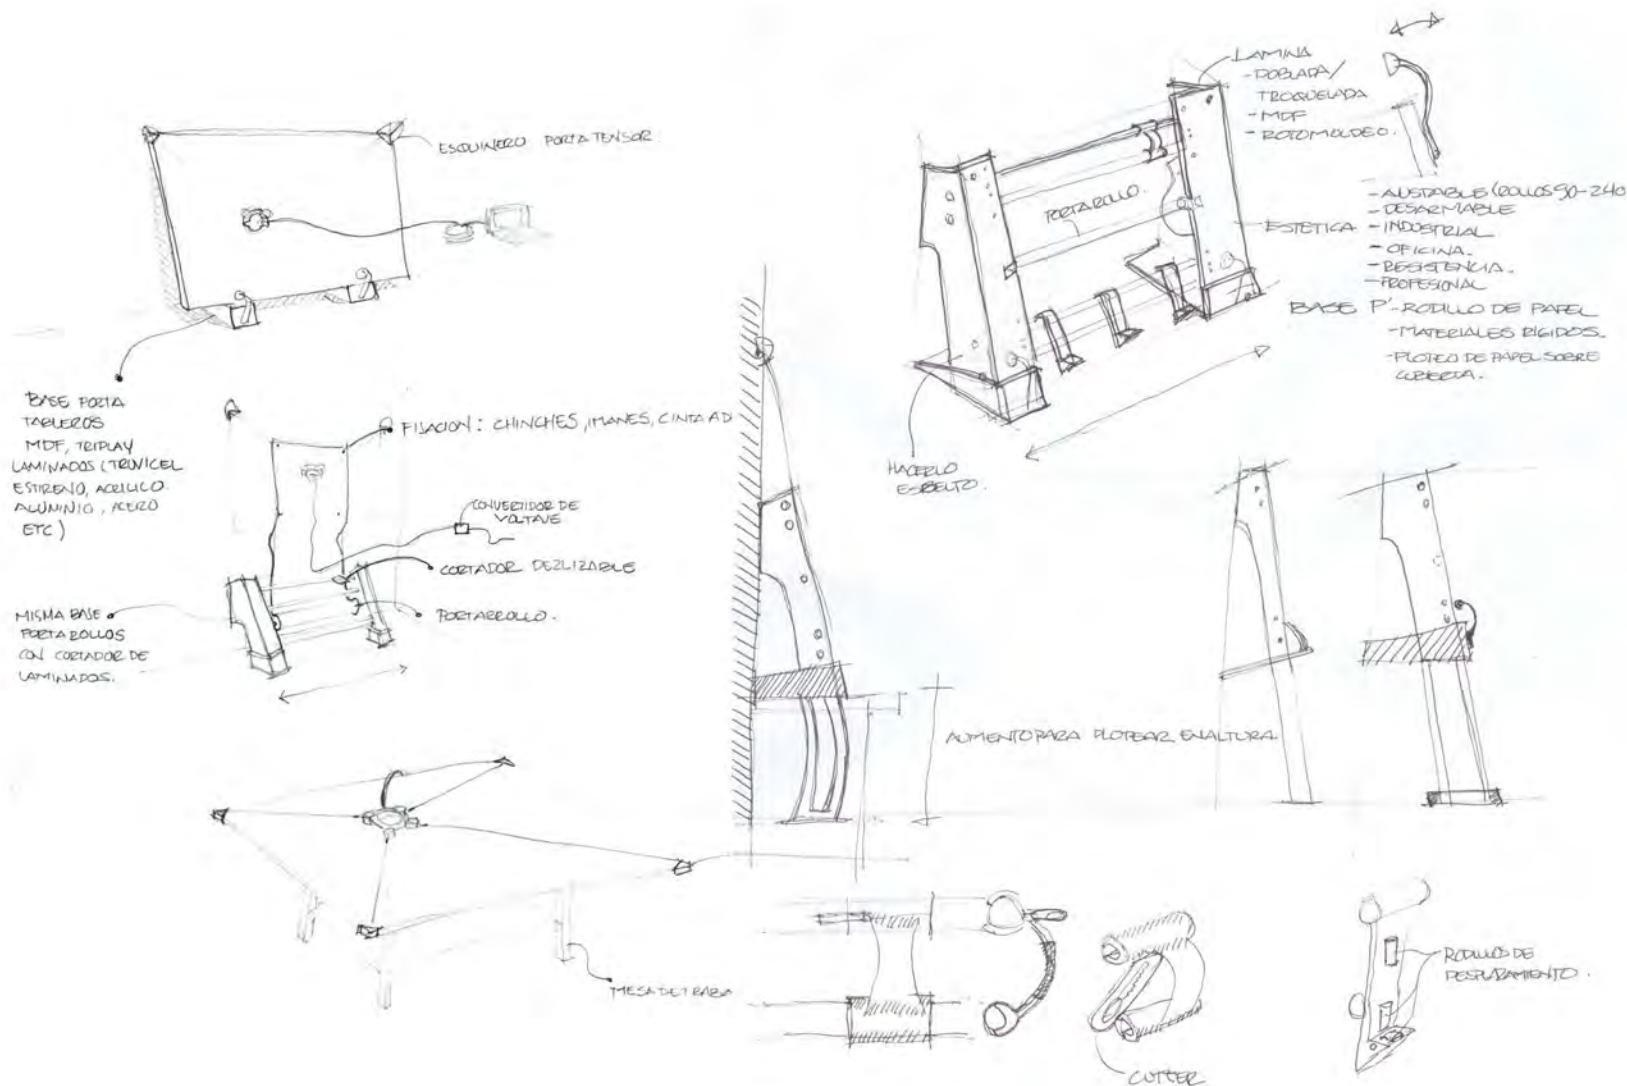 ESQUINERO PORTA TENSOR.
BASE PORTA
TABLEROS
MDF, TRIPLAY
LAMINADOS (TROVICEL
ESTIRENO, ACRILICO.
ALUMINIO, ACERO
ETC)
FIJACION: CHINCHES, IMANES, CINTA AD
CONVERTIDOR DE
VOLTAJE
CORTADOR DEZLIZABLE
PORTARROLLO.
MISMA BASE
PORTA ROLLOS
CON CORTADOR DE
LAMINADOS.
MESA DE TRABA
LAMINA
- DOBLADA/
TROQUELADA
- MDF
- ROTOMOLDEO.
PORTAROLLO.
ESTETICA
- AJUSTABLE (ROLLOS 90-240
- DESARMABLE
- INDUSTRIAL
- OFICINA.
- RESISTENCIA.
- PROFESIONAL
BASE P'- RODILLO DE PAPEL
- MATERIALES RIGIDOS.
- PLOTEO DE PAPEL SOBRE
CUBIERTA.
HACERLO
ESBELTO.
AUMENTO PARA PLOTEAR EN ALTURA.
CUTTER
RODILLOS DE
DESPLAZAMIENTO.